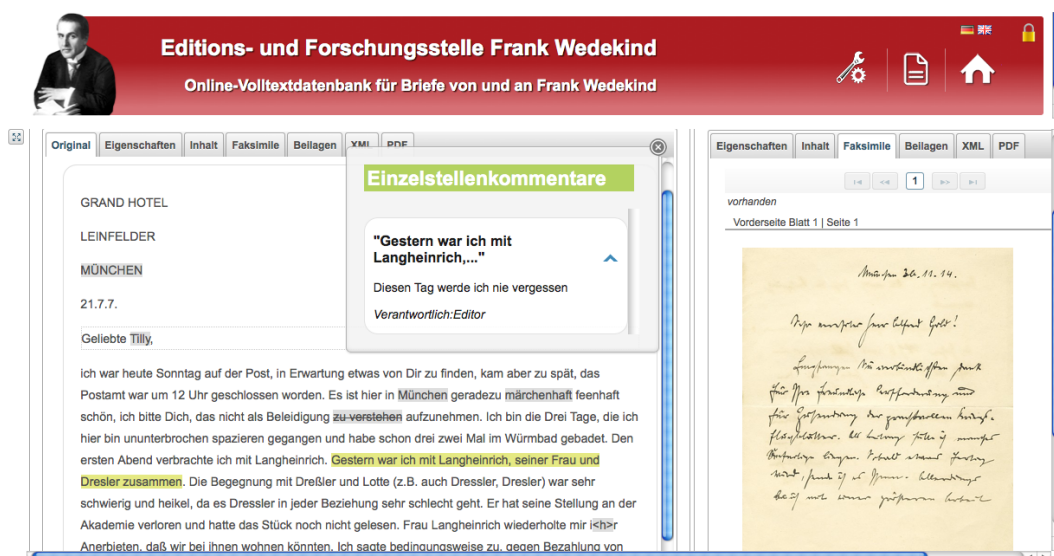 Editions- und Forschungsstelle Frank Wedekind
Online-Volltextdatenbank für Briefe von und an Frank Wedekind
Original Eigenschaften Inhalt Faksimile Beilagen XML PDF
GRAND HOTEL
LEINFELDER
MÜNCHEN
21.7.7.
Geliebte Tilly,
ich war heute Sonntag auf der Post, in Erwartung etwas von Dir zu finden, kam aber zu spät, das
Postamt war um 12 Uhr geschlossen worden. Es ist hier in München geradezu märchenhaft feenhaft
schön, ich bitte Dich, das nicht als Beleidigung zu verstehen aufzunehmen. Ich bin die Drei Tage, die ich
hier bin ununterbrochen spazieren gegangen und habe schon drei zwei Mal im Würmbad gebadet. Den
ersten Abend verbrachte ich mit Langheinrich. Gestern war ich mit Langheinrich, seiner Frau und
Dresler zusammen. Die Begegnung mit Dreßler und Lotte (z.B. auch Dressler, Dresler) war sehr
schwierig und heikel, da es Dressler in jeder Beziehung sehr schlecht geht. Er hat seine Stellung an der
Akademie verloren und hatte das Stück noch nicht gelesen. Frau Langheinrich wiederholte mir i<h>r
Anerbieten, daß wir bei ihnen wohnen könnten. Ich sagte bedingungsweise zu, gegen Bezahlung von
Einzelstellenkommentare
"Gestern war ich mit
Langheinrich,..."
Diesen Tag werde ich nie vergessen
Verantwortlich:Editor
Eigenschaften Inhalt Faksimile Beilagen XML PDF
1
vorhanden
Vorderseite Blatt 1 | Seite 1
München 26.11.14.
Sehr verehrter Herr Alfred Gold!